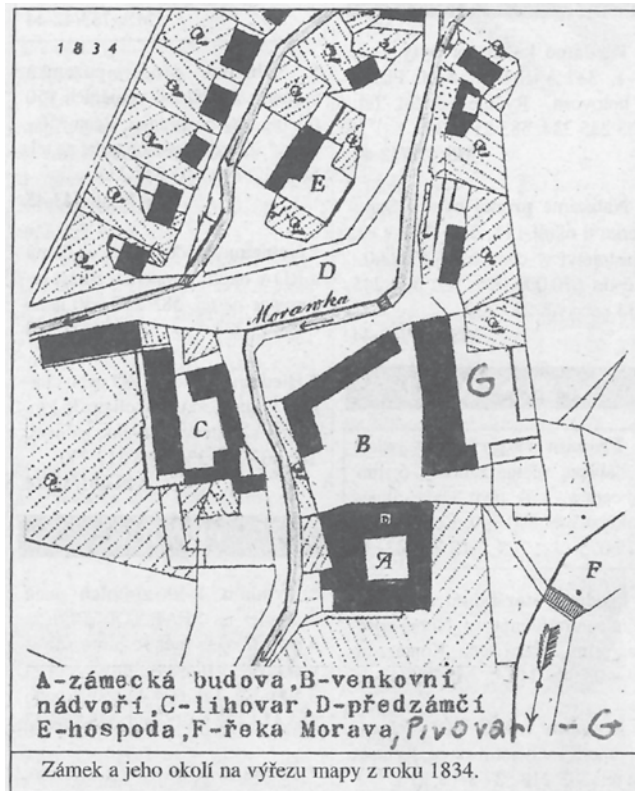 1834
E
D
Morawka
G
C
B
A
F
A-zámecká budova,B-venkovní
nádvoří,C-lihovar,D-předzámčí
E-hospoda,F-řeka Morava,Pivovar -G
Zámek a jeho okolí na výřezu mapy z roku 1834.